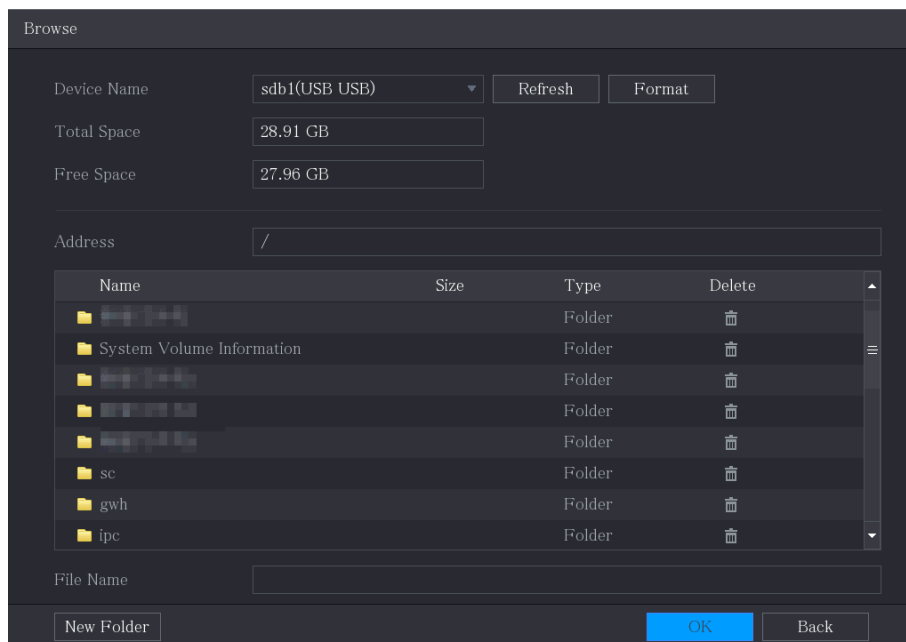 Browse
Device Name sdb1(USB USB) Refresh Format
Total Space 28.91 GB
Free Space 27.96 GB
Address /
Name Size Type Delete
Folder
System Volume Information Folder
Folder
Folder
Folder
sc Folder
gwh Folder
ipc Folder
File Name
New Folder OK Back